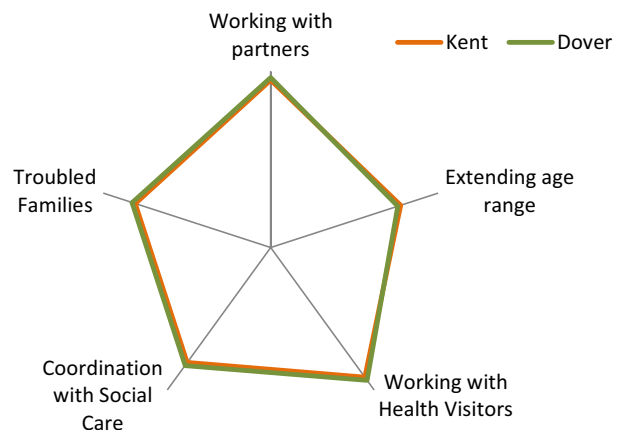 Working with
partners
Kent
Dover
Extending age
range
Working with
Health Visitors
Coordination
with Social
Care
Troubled
Families